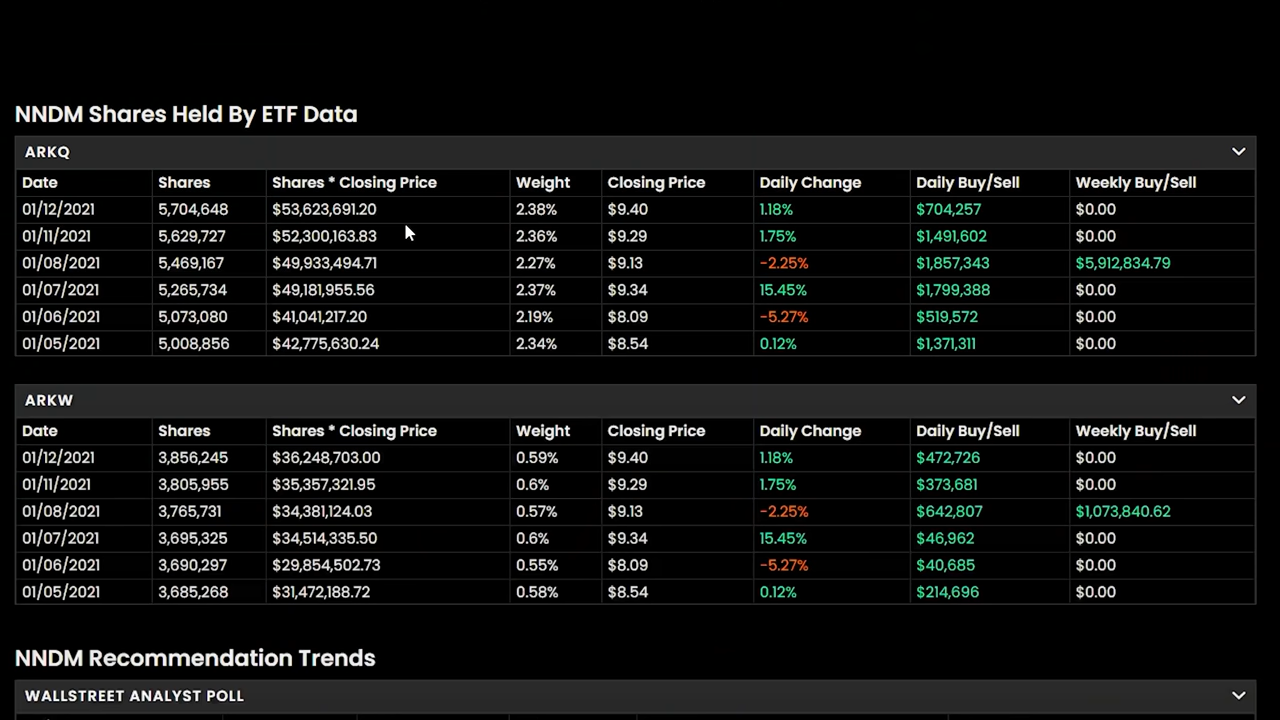 NNDM Shares Held By ETF Data
ARKQ
Date Shares Shares * Closing Price Weight Closing Price Daily Change Daily Buy/Sell Weekly Buy/Sell
01/12/2021 5,704,648 $53,623,691.20 2.38% $9.40 1.18% $704,257 $0.00
01/11/2021 5,629,727 $52,300,163.83 2.36% $9.29 1.75% $1,491,602 $0.00
01/08/2021 5,469,167 $49,933,494.71 2.27% $9.13 -2.25% $1,857,343 $5,912,834.79
01/07/2021 5,265,734 $49,181,955.56 2.37% $9.34 15.45% $1,799,388 $0.00
01/06/2021 5,073,080 $41,041,217.20 2.19% $8.09 -5.27% $519,572 $0.00
01/05/2021 5,008,856 $42,775,630.24 2.34% $8.54 0.12% $1,371,311 $0.00
ARKW
Date Shares Shares * Closing Price Weight Closing Price Daily Change Daily Buy/Sell Weekly Buy/Sell
01/12/2021 3,856,245 $36,248,703.00 0.59% $9.40 1.18% $472,726 $0.00
01/11/2021 3,805,955 $35,357,321.95 0.6% $9.29 1.75% $373,681 $0.00
01/08/2021 3,765,731 $34,381,124.03 0.57% $9.13 -2.25% $642,807 $1,073,840.62
01/07/2021 3,695,325 $34,514,335.50 0.6% $9.34 15.45% $46,962 $0.00
01/06/2021 3,690,297 $29,854,502.73 0.55% $8.09 -5.27% $40,685 $0.00
01/05/2021 3,685,268 $31,472,188.72 0.58% $8.54 0.12% $214,696 $0.00
NNDM Recommendation Trends
WALLSTREET ANALYST POLL